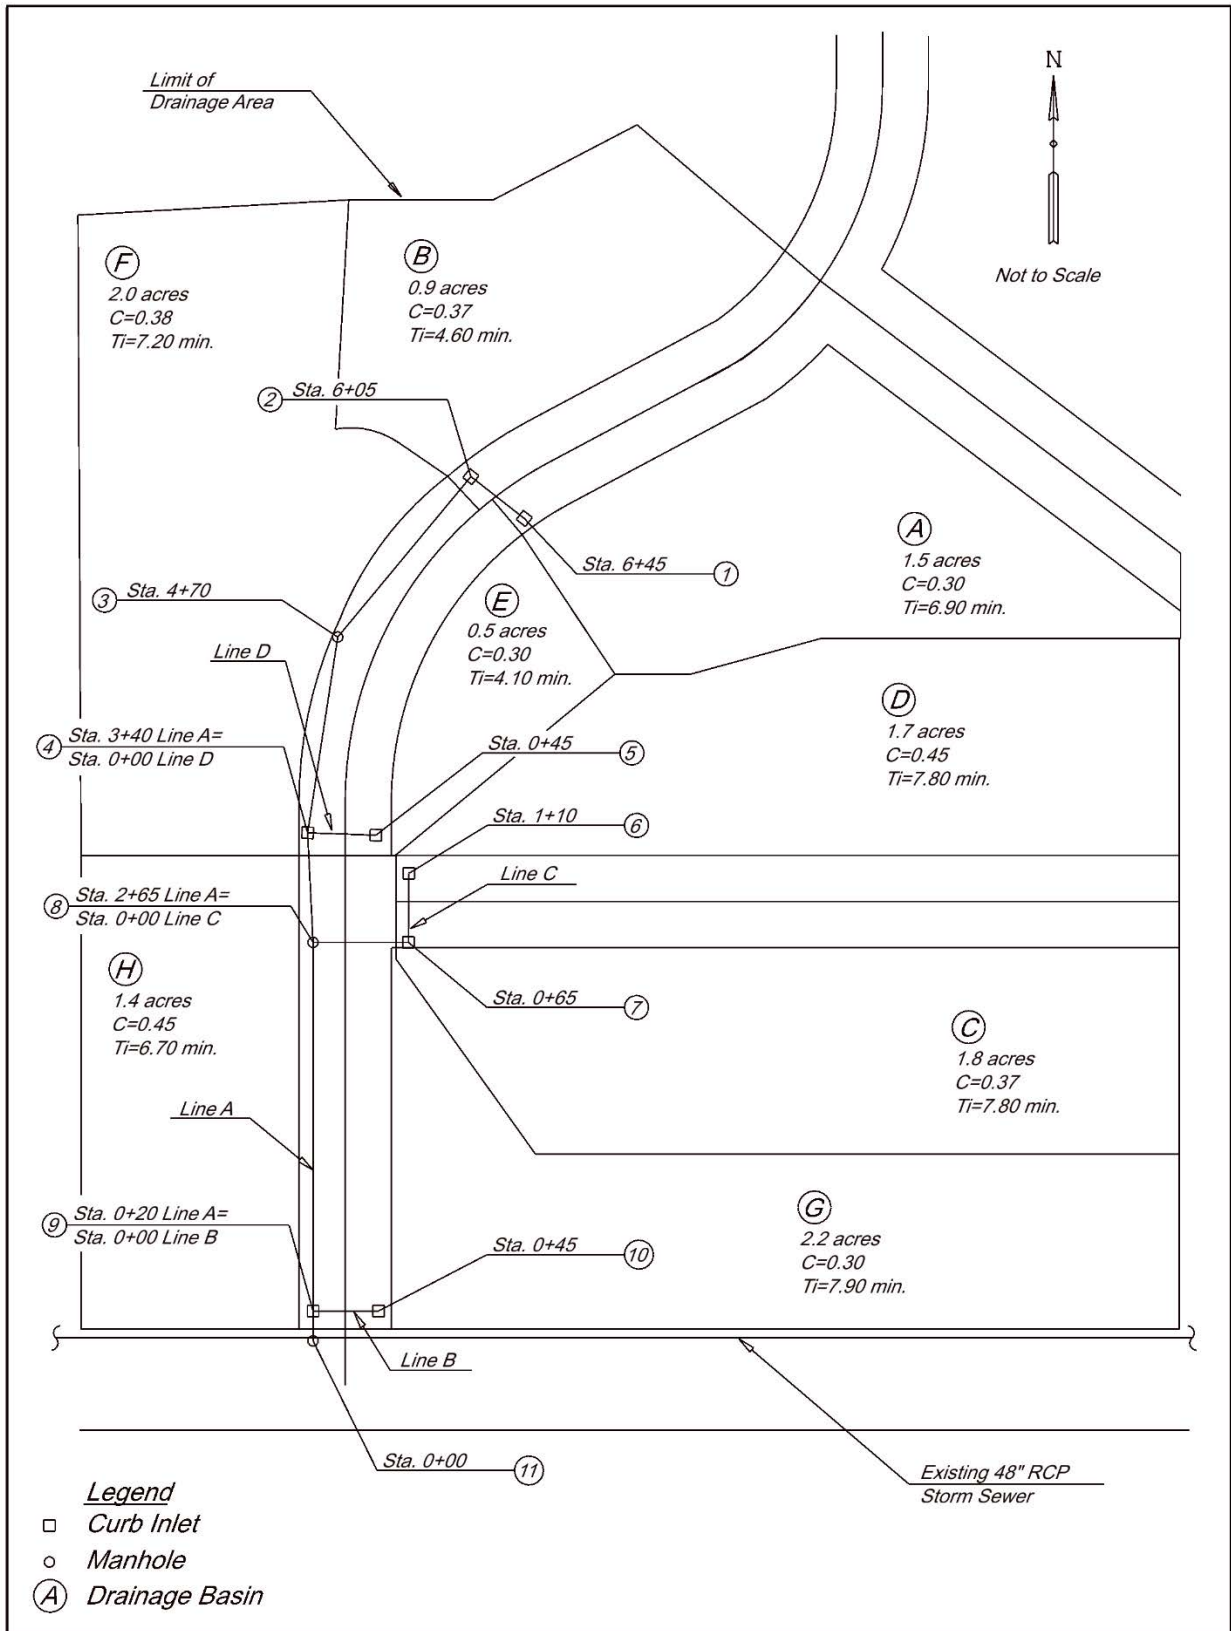 Limit of
Drainage Area
N
Not to Scale
F
2.0 acres
C=0.38
Ti=7.20 min.
B
0.9 acres
C=0.37
Ti=4.60 min.
2 Sta. 6+05
A
1.5 acres
C=0.30
Ti=6.90 min.
Sta. 6+45 1
3 Sta. 4+70
E
0.5 acres
C=0.30
Ti=4.10 min.
Line D
D
1.7 acres
C=0.45
Ti=7.80 min.
4 Sta. 3+40 Line A=
Sta. 0+00 Line D
Sta. 0+45 5
Sta. 1+10 6
Line C
8 Sta. 2+65 Line A=
Sta. 0+00 Line C
H
1.4 acres
C=0.45
Ti=6.70 min.
Sta. 0+65 7
C
1.8 acres
C=0.37
Ti=7.80 min.
Line A
9 Sta. 0+20 Line A=
Sta. 0+00 Line B
Sta. 0+45 10
G
2.2 acres
C=0.30
Ti=7.90 min.
Line B
Sta. 0+00 11
Existing 48" RCP
Storm Sewer
Legend
Curb Inlet
Manhole
A Drainage Basin